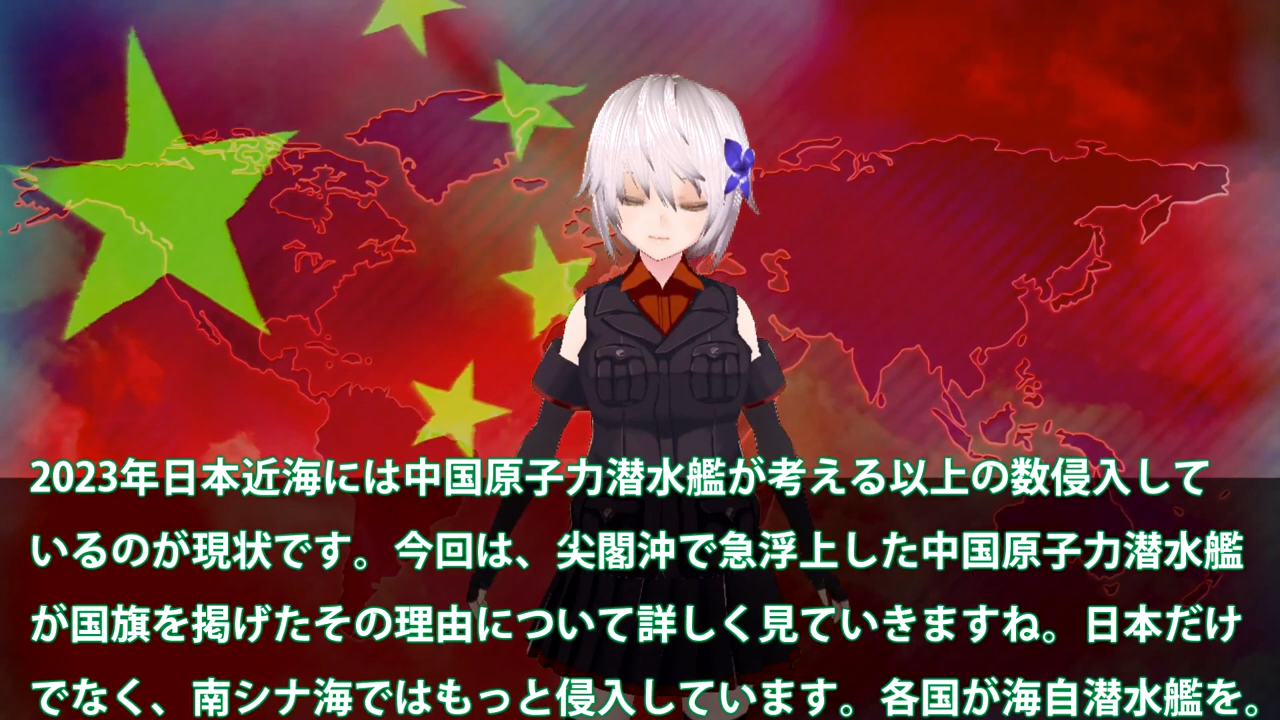 2023年日本近海には中国原子力潜水艦が考える以上の数侵入して
いるのが現状です。今回は、尖閣沖で急浮上した中国原子力潜水艦
が国旗を掲げたその理由について詳しく見ていきますね。日本だけ
でなく、南シナ海ではもっと侵入しています。各国が海自潜水艦を。